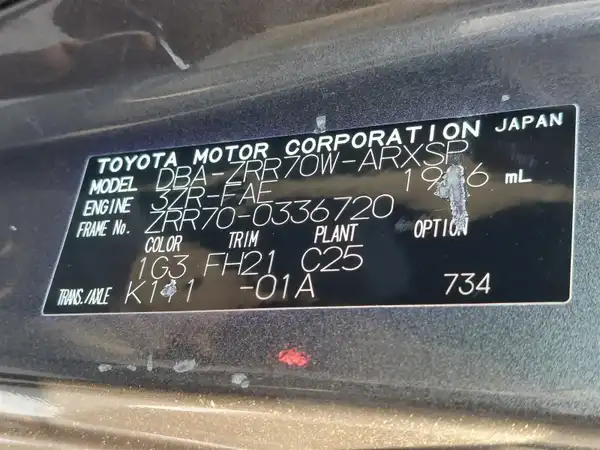 TOYOTA MOTOR CORPORATION JAPAN
MODEL DBA-ZRR70W-ARXSP
ENGINE 3ZR-FAE mL
FRAME No. ZRR70-0336720
COLOR TRIM PLANT OPTION
1G3 FH21 C25
TRANS./AXLE -01A 734